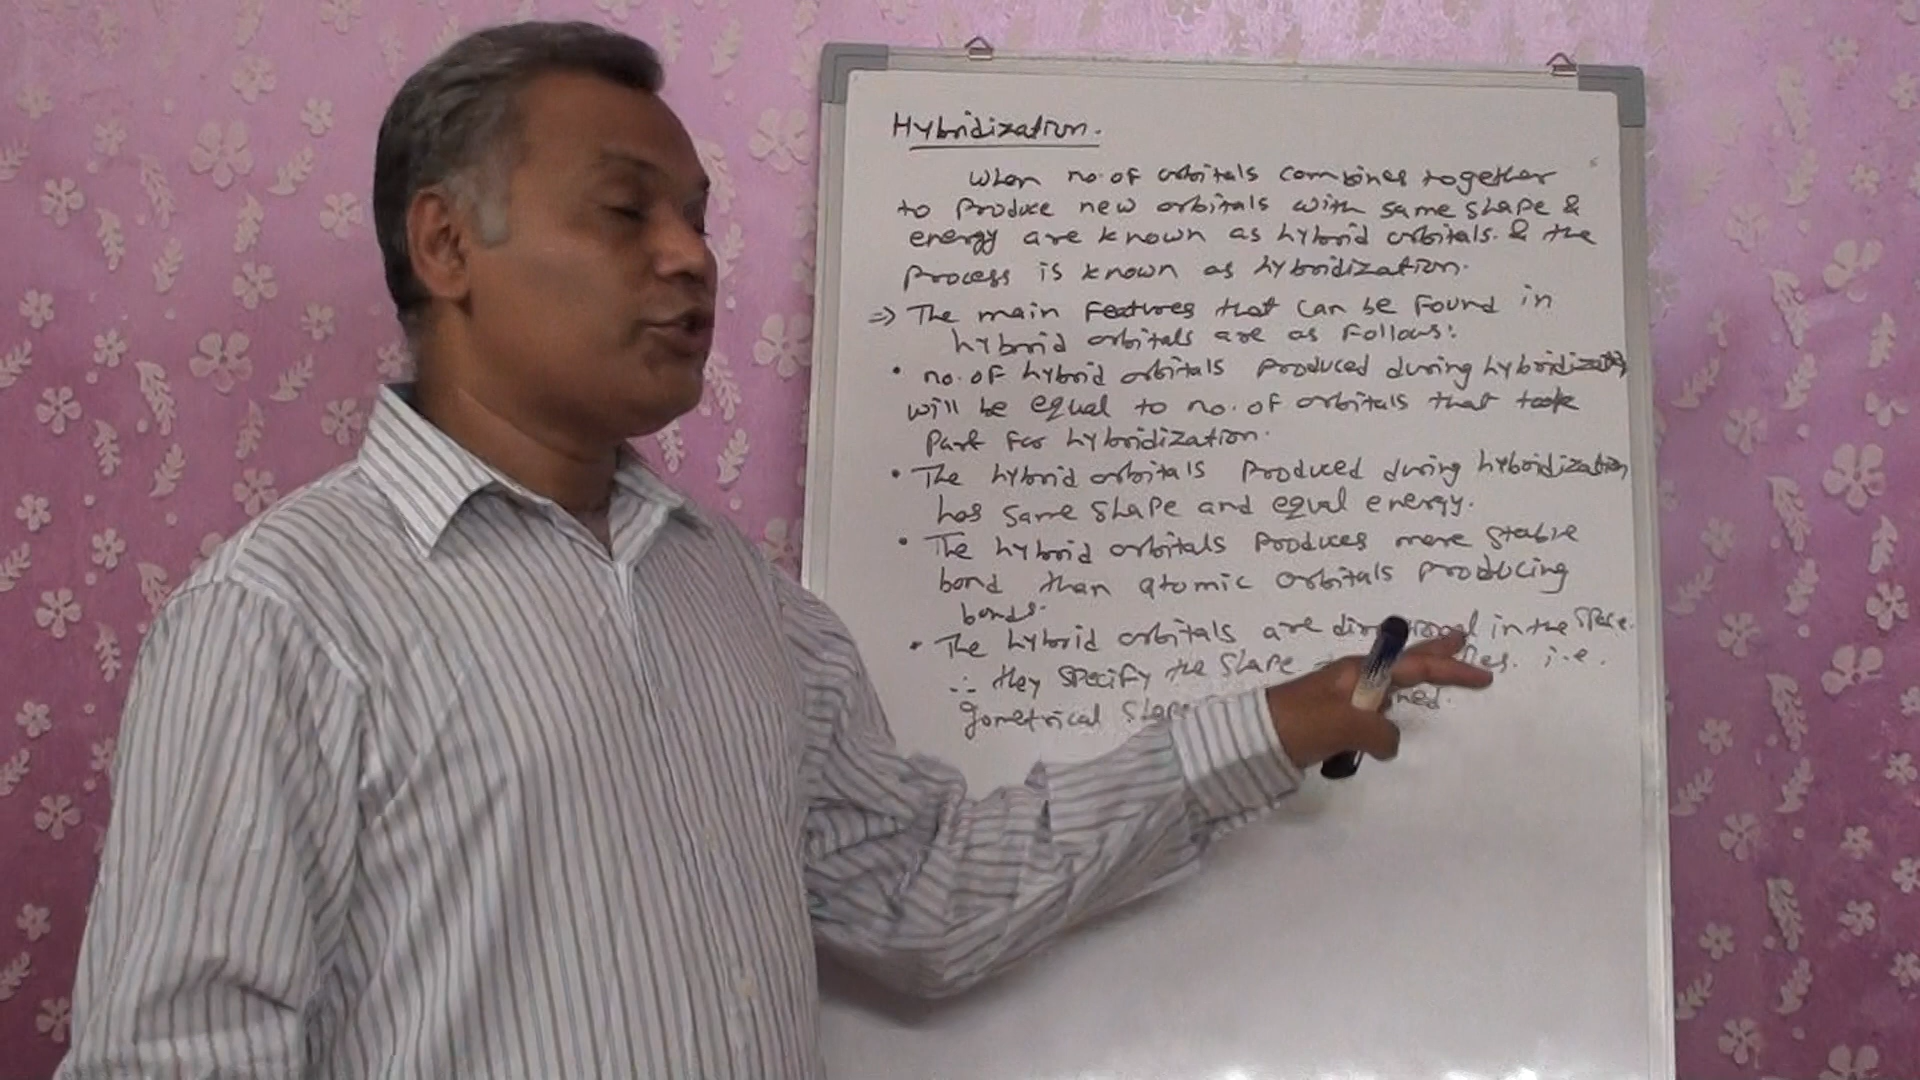 Hybridization.
When no. of orbitals combines together
to produce new orbitals with same shape &
energy are known as hybrid orbitals. & the
process is known as hybridization.
=> The main features that can be found in
hybrid orbitals are as follows:
• no. of hybrid orbitals produced during hybridization
will be equal to no. of orbitals that took
part for hybridization.
• The hybrid orbitals produced during hybridization
has same shape and equal energy.
• The hybrid orbitals produces more stable
bond than atomic orbitals producing
bonds.
• The hybrid orbitals are in the space.
∴ they specify the shape i.e.
gometrical shape